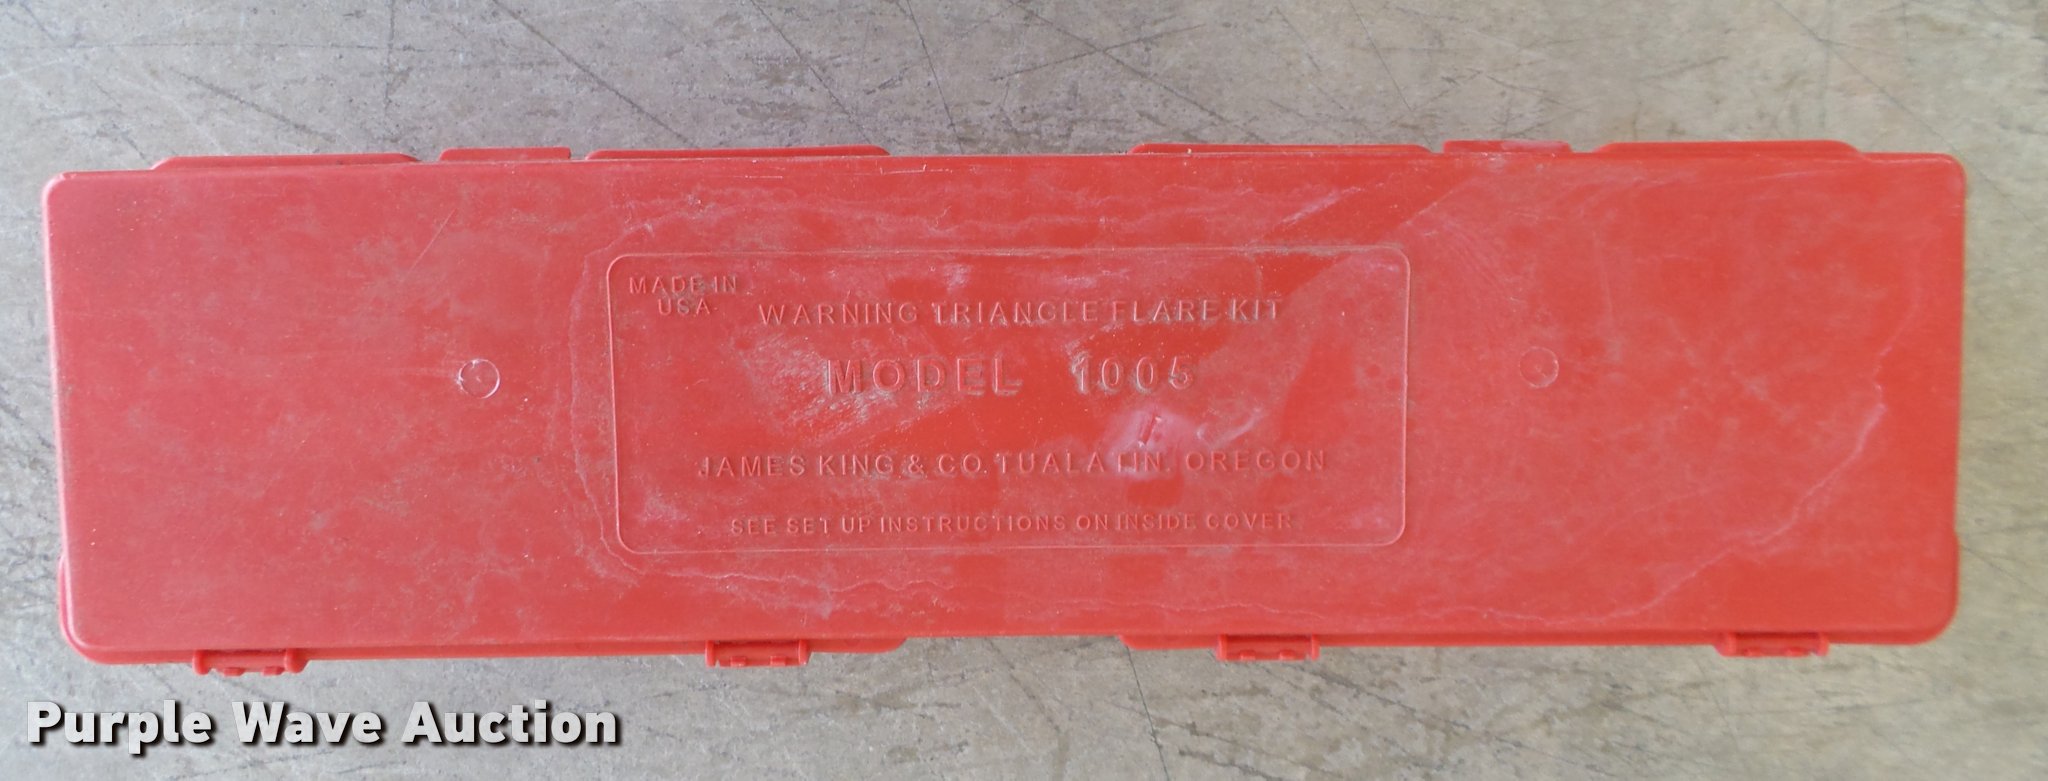 MADE IN
USA
WARNING TRIANGLE FLARE KIT
MODEL 1005
JAMES KING & CO. TUALATIN, OREGON
SEE SET UP INSTRUCTIONS ON INSIDE COVER
Purple Wave Auction